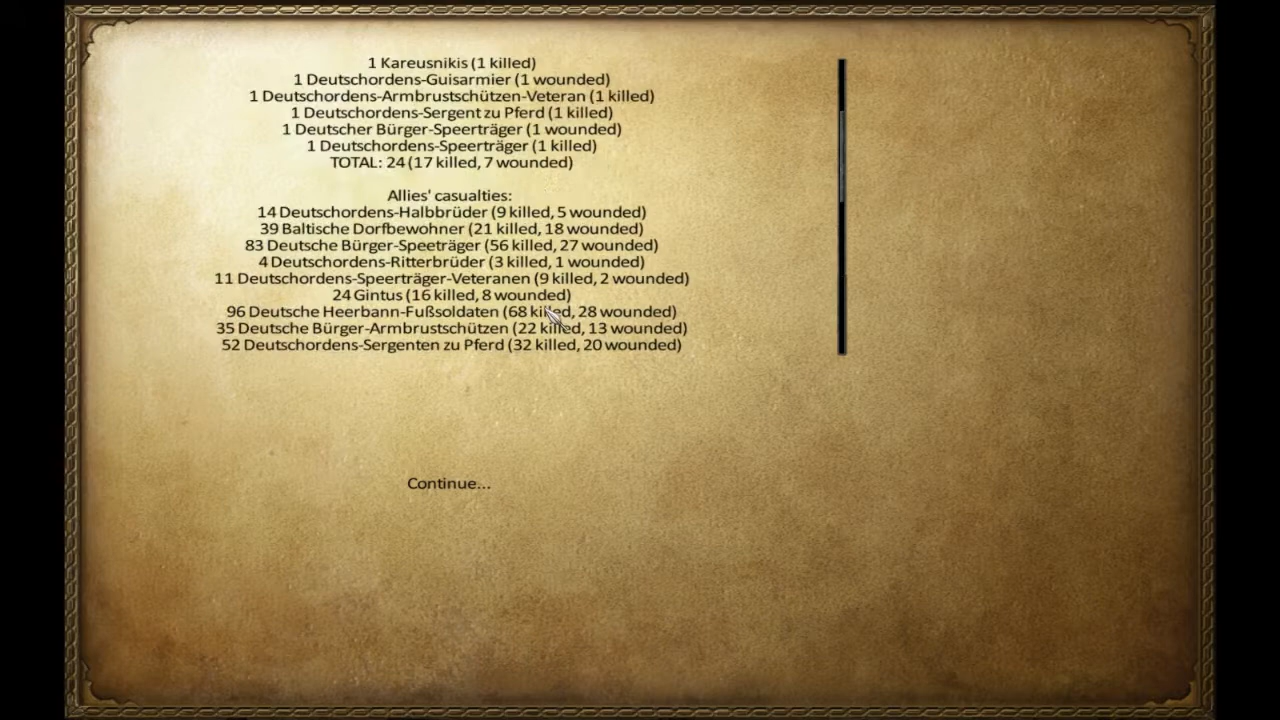 1 Kareusnikis (1 killed)
1 Deutschordens-Guisarmier (1 wounded)
1 Deutschordens-Armbrustschützen-Veteran (1 killed)
1 Deutschordens-Sergent zu Pferd (1 killed)
1 Deutscher Bürger-Speerträger (1 wounded)
1 Deutschordens-Speerträger (1 killed)
TOTAL: 24 (17 killed, 7 wounded)
Allies' casualties:
14 Deutschordens-Halbbrüder (9 killed, 5 wounded)
39 Baltische Dorfbewohner (21 killed, 18 wounded)
83 Deutsche Bürger-Speeträger (56 killed, 27 wounded)
4 Deutschordens-Ritterbrüder (3 killed, 1 wounded)
11 Deutschordens-Speerträger-Veteranen (9 killed, 2 wounded)
24 Gintus (16 killed, 8 wounded)
96 Deutsche Heerbann-Fußsoldaten (68 killed, 28 wounded)
35 Deutsche Bürger-Armbrustschützen (22 killed, 13 wounded)
52 Deutschordens-Sergenten zu Pferd (32 killed, 20 wounded)
Continue...